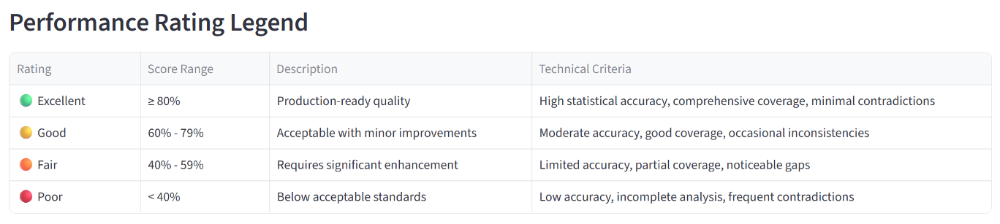 Performance Rating Legend
Rating Score Range Description Technical Criteria
Excellent ≥ 80% Production-ready quality High statistical accuracy, comprehensive coverage, minimal contradictions
Good 60% - 79% Acceptable with minor improvements Moderate accuracy, good coverage, occasional inconsistencies
Fair 40% - 59% Requires significant enhancement Limited accuracy, partial coverage, noticeable gaps
Poor < 40% Below acceptable standards Low accuracy, incomplete analysis, frequent contradictions